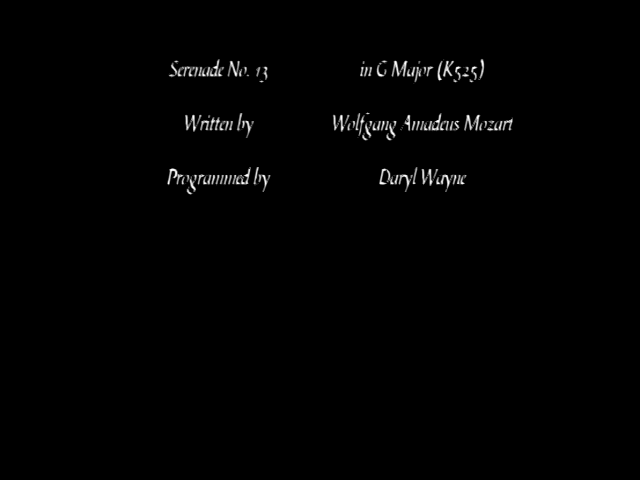 Serenade No. 13 in G Major (K525)
Written by Wolfgang Amadeus Mozart
Programmed by Daryl Wayne